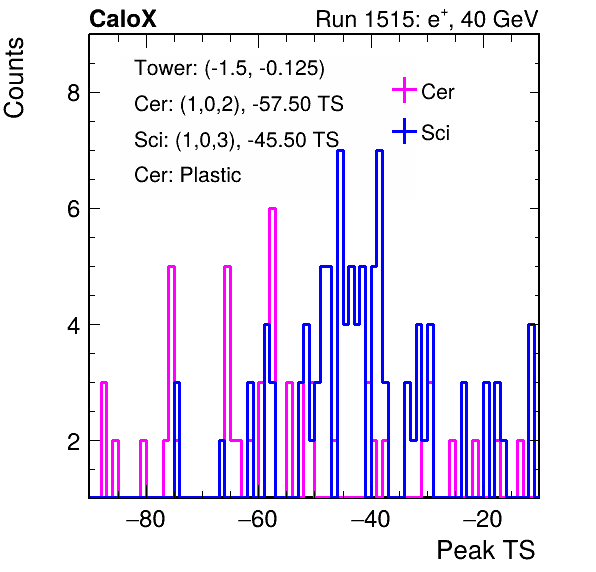 CaloX Run 1515: e⁺, 40 GeV
Counts
Tower: (-1.5, -0.125)
Cer: (1,0,2), -57.50 TS
Sci: (1,0,3), -45.50 TS
Cer: Plastic
Cer
Sci
8
6
4
2
−80 −60 −40 −20
Peak TS